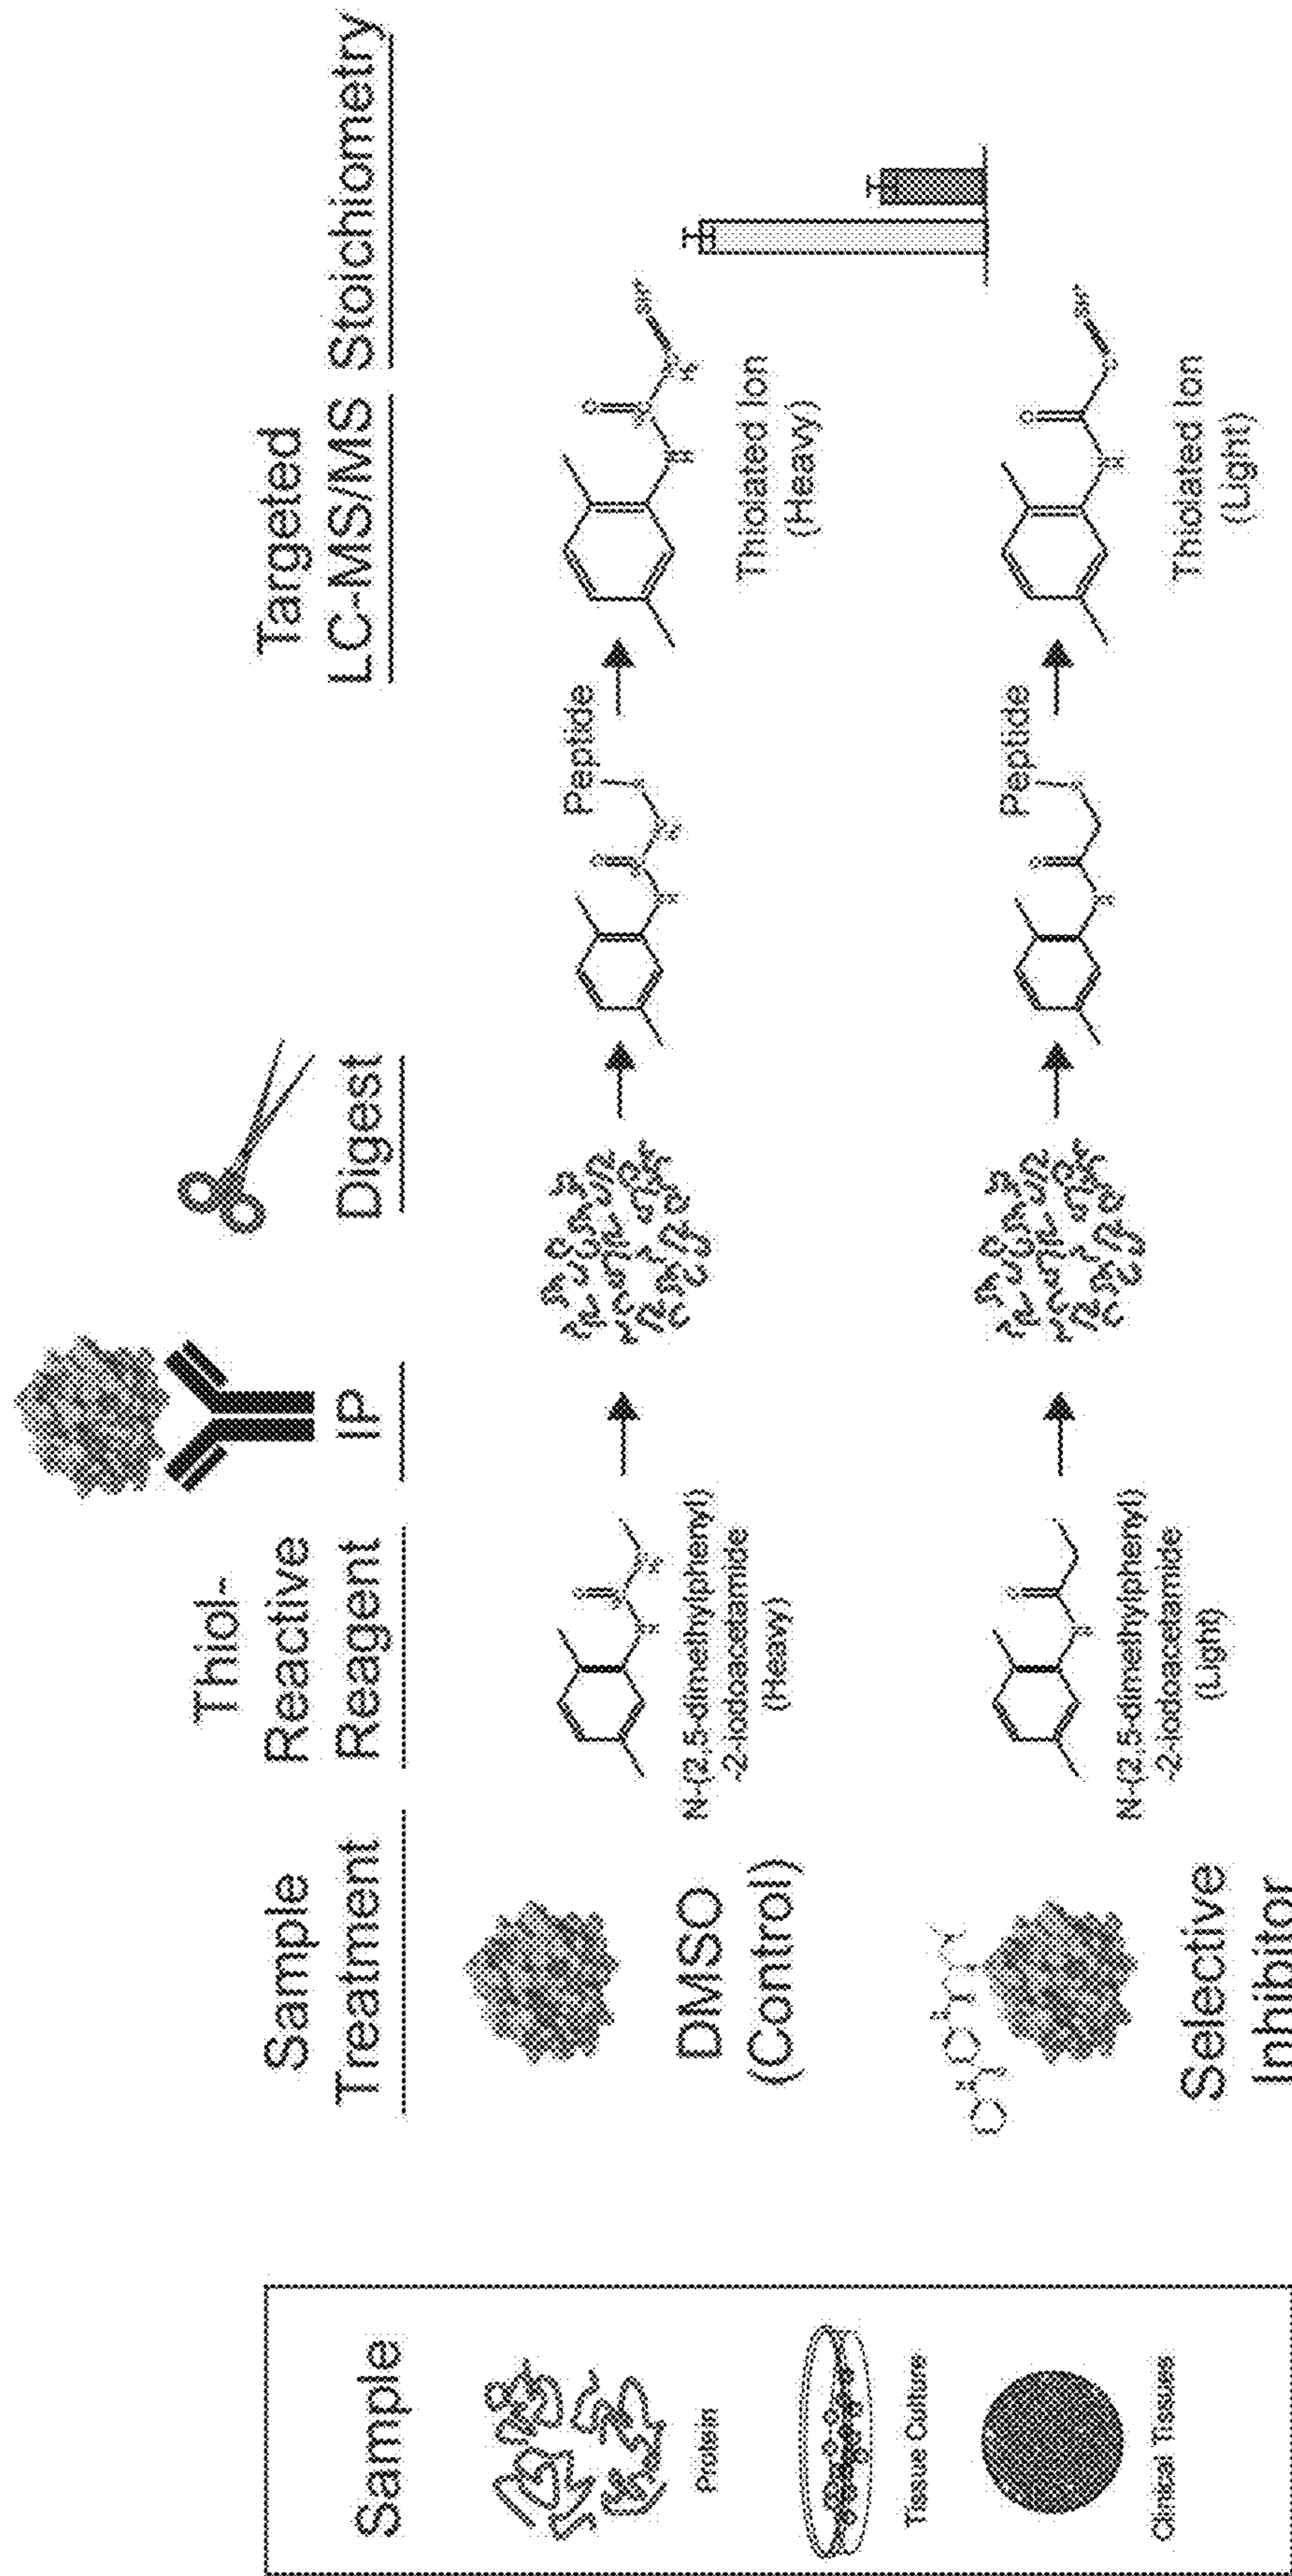 Sample
Protein
Tissue Culture
Clinical Tissues
Sample
Treatment
Thiol-
Reactive
Reagent
IP
Digest
Targeted
LC-MS/MS
Stoichiometry
DMSO
(Control)
N-(2,5-dimethylphenyl)
-2-iodoacetamide
(Heavy)
Peptide
Thiolated Ion
(Heavy)
Selective
Inhibitor
N-(2,5-dimethylphenyl)
-2-iodoacetamide
(Light)
Peptide
Thiolated Ion
(Light)